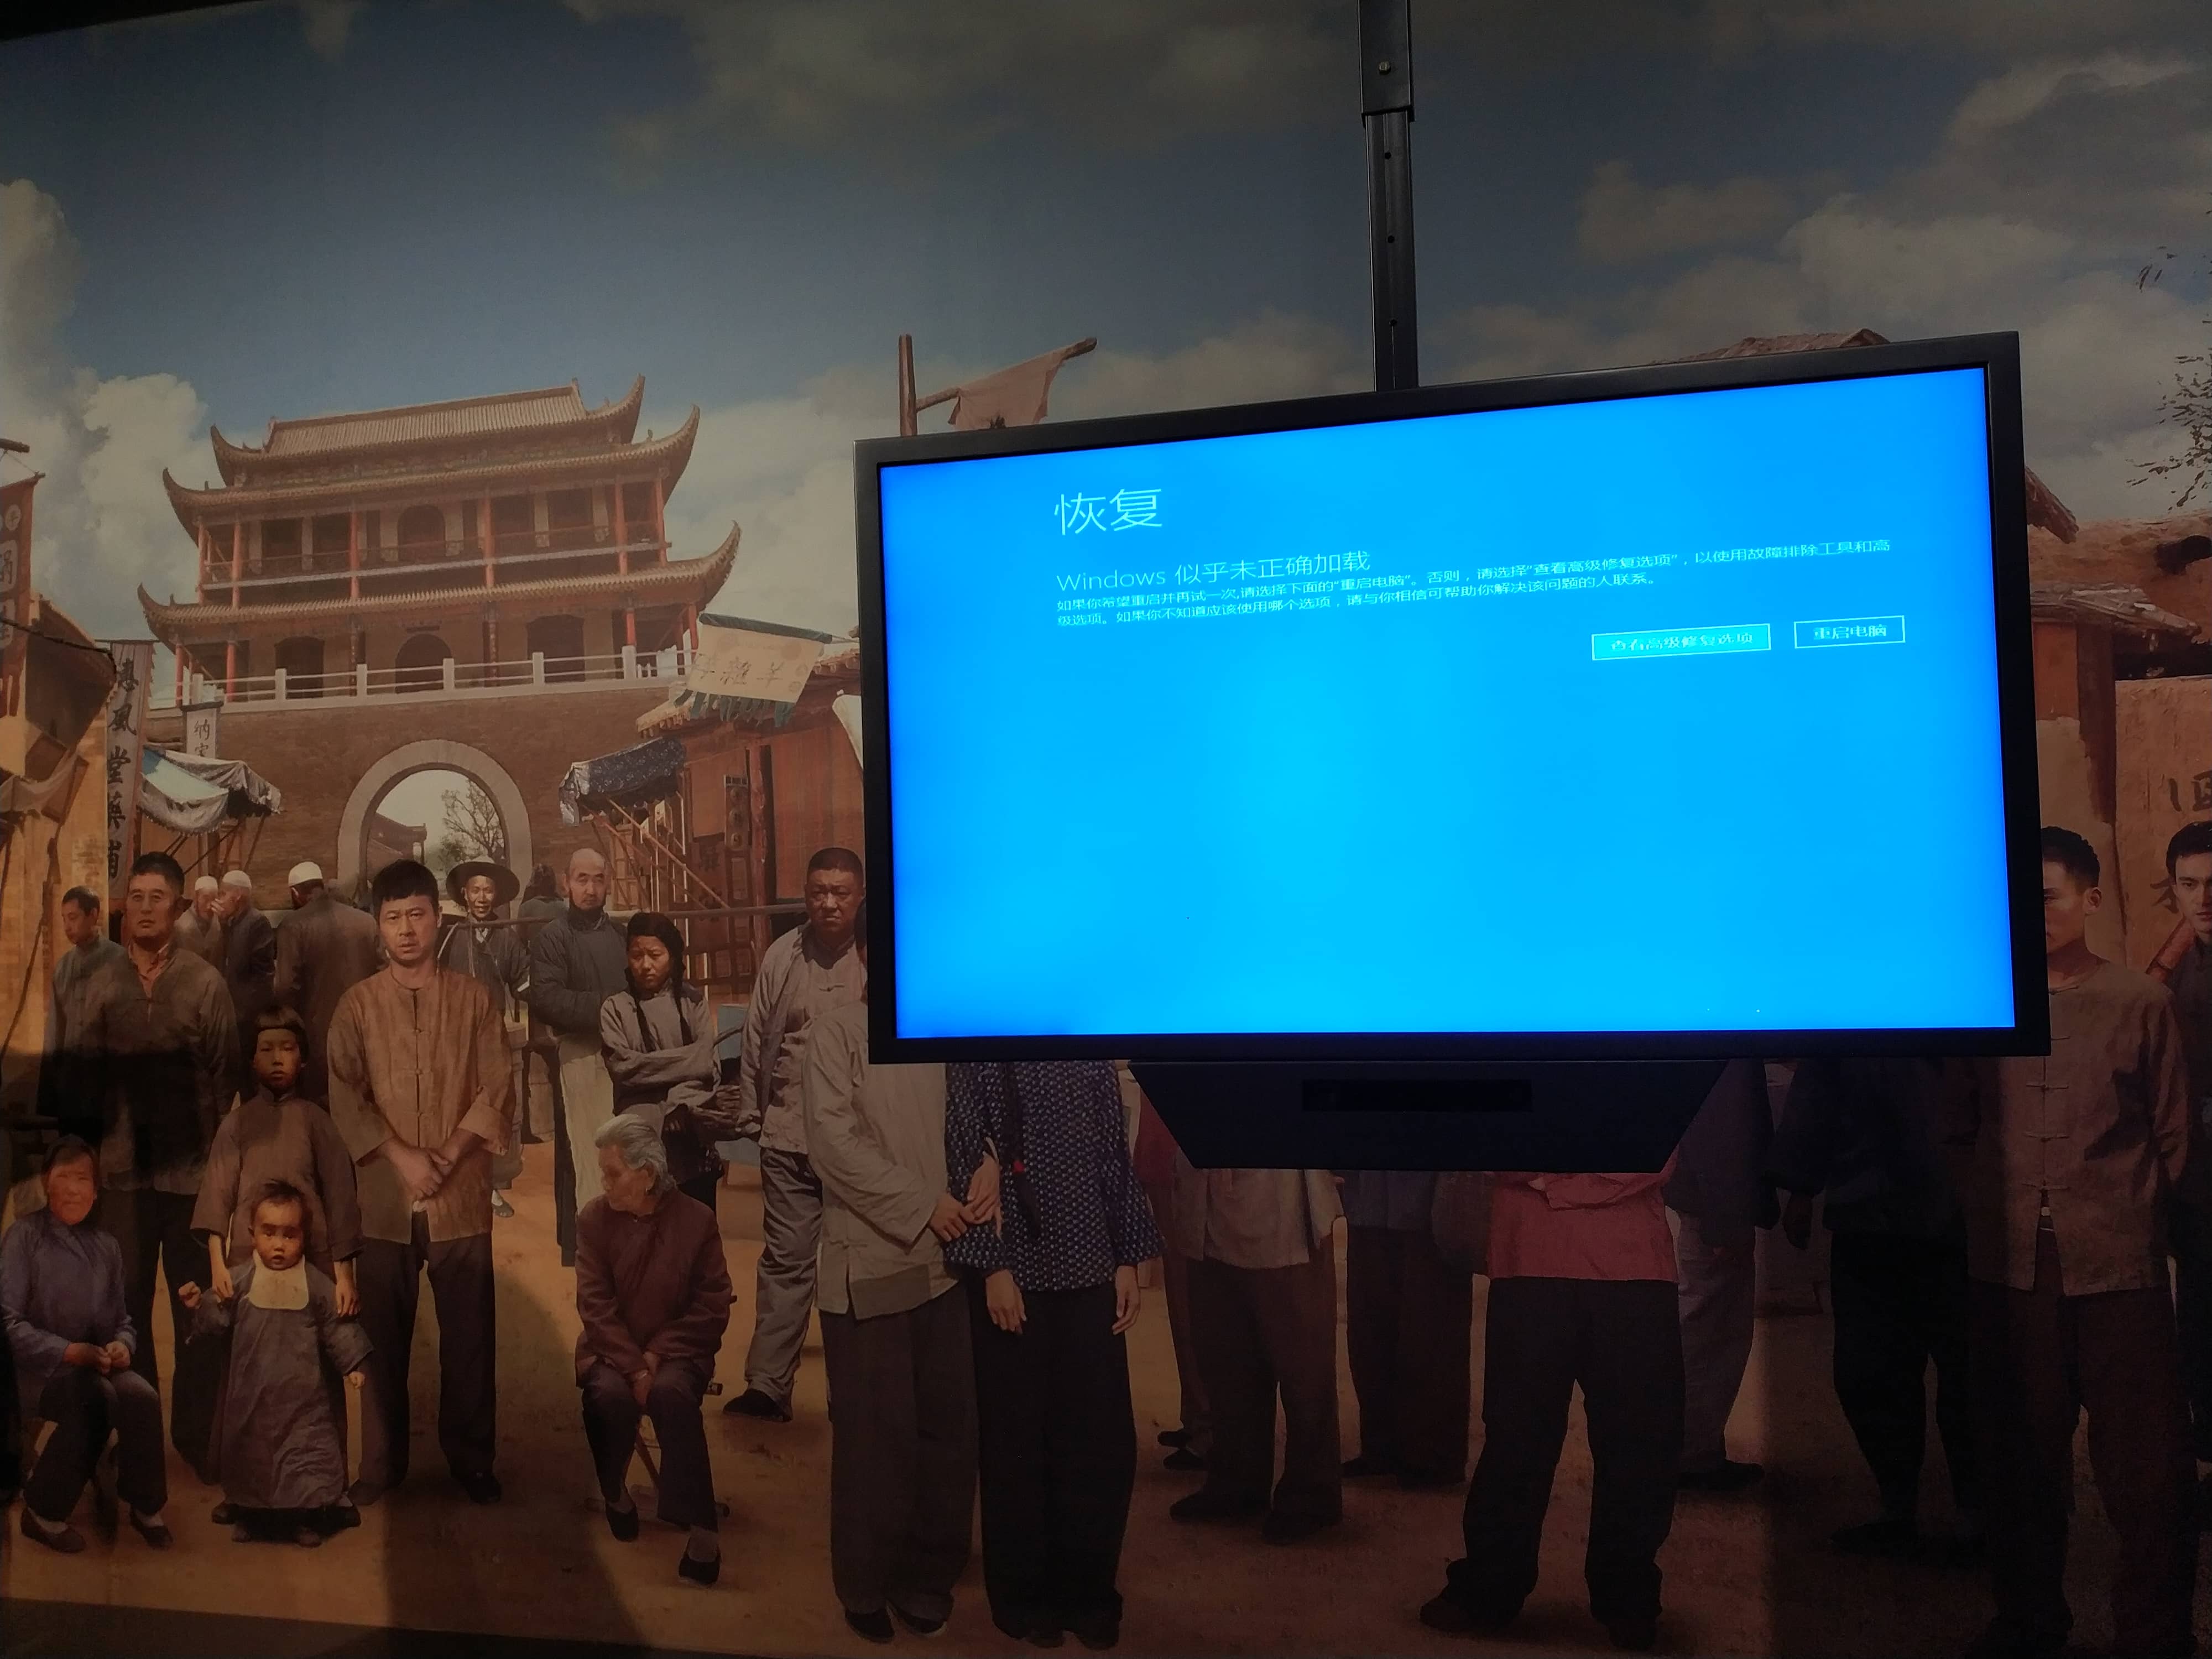 恢复
Windows 似乎未正确加载
如果你希望重启并再试一次,请选择下面的“重启电脑”。否则，请选择“查看高级修复选项”，以使用故障排除工具和高
级选项。如果你不知道应该使用哪个选项，请与你相信可帮助你解决该问题的人联系。
查看高级修复选项
重启电脑
風堂藥
纳